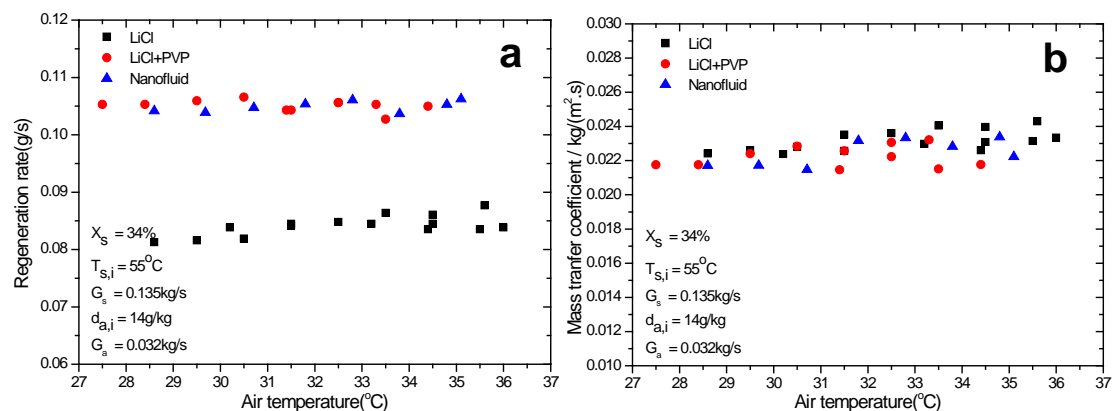 a
LiCl
LiCl+PVP
Nanofluid
Regeneration rate(g/s)
0.12
0.11
0.10
0.09
0.08
0.07
0.06
X_s = 34%
T_s,i = 55°C
G_s = 0.135kg/s
d_a,i = 14g/kg
G_a = 0.032kg/s
27 28 29 30 31 32 33 34 35 36 37
Air temperature(°C)
b
LiCl
LiCl+PVP
Nanofluid
Mass tranfer coefficient / kg/(m².s)
0.030
0.028
0.026
0.024
0.022
0.020
0.018
0.016
0.014
0.012
0.010
X_s = 34%
T_s,i = 55°C
G_s = 0.135kg/s
d_a,i = 14g/kg
G_a = 0.032kg/s
27 28 29 30 31 32 33 34 35 36 37
Air temperature(°C)